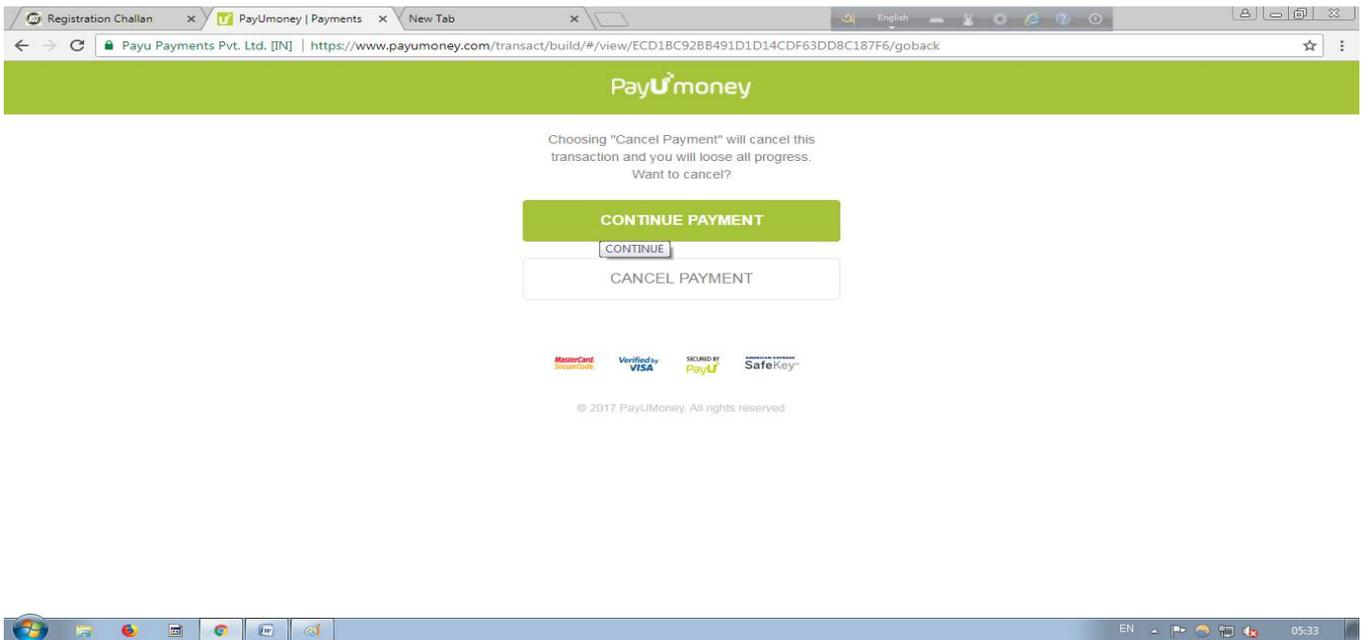 Registration Challan
PayUmoney | Payments
New Tab
English
Payu Payments Pvt. Ltd. [IN] | https://www.payumoney.com/transact/build/#/view/ECD1BC92BB491D1D14CDF63DD8C187F6/goback
PayUmoney
Choosing "Cancel Payment" will cancel this
transaction and you will loose all progress.
Want to cancel?
CONTINUE PAYMENT
CONTINUE
CANCEL PAYMENT
MasterCard. SecureCode.
Verified by VISA
SECURED BY PayU
AMERICAN EXPRESS SafeKey
© 2017 PayUMoney. All rights reserved
EN
05:33